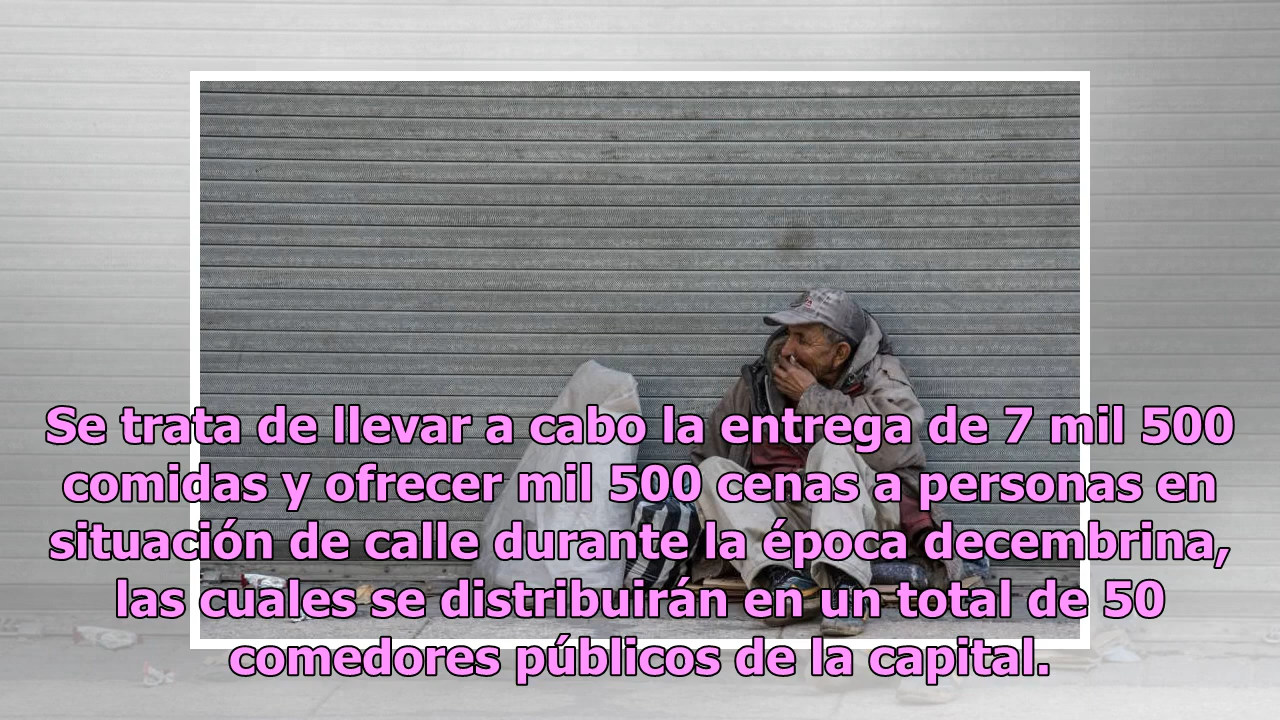 Se trata de llevar a cabo la entrega de 7 mil 500
comidas y ofrecer mil 500 cenas a personas en
situación de calle durante la época decembrina,
las cuales se distribuirán en un total de 50
comedores públicos de la capital.